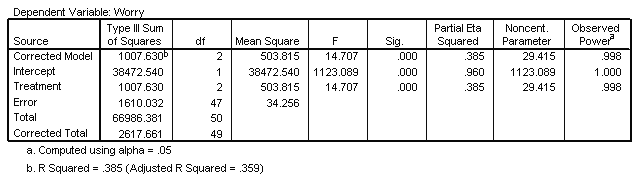 Dependent Variable: Worry
Source Type III Sum of Squares df Mean Square F Sig. Partial Eta Squared Noncent. Parameter Observed Power a
Corrected Model 1007.630b 2 503.815 14.707 .000 .385 29.415 .998
Intercept 38472.540 1 38472.540 1123.089 .000 .960 1123.089 1.000
Treatment 1007.630 2 503.815 14.707 .000 .385 29.415 .998
Error 1610.032 47 34.256
Total 66986.381 50
Corrected Total 2617.661 49
a. Computed using alpha = .05
b. R Squared = .385 (Adjusted R Squared = .359)